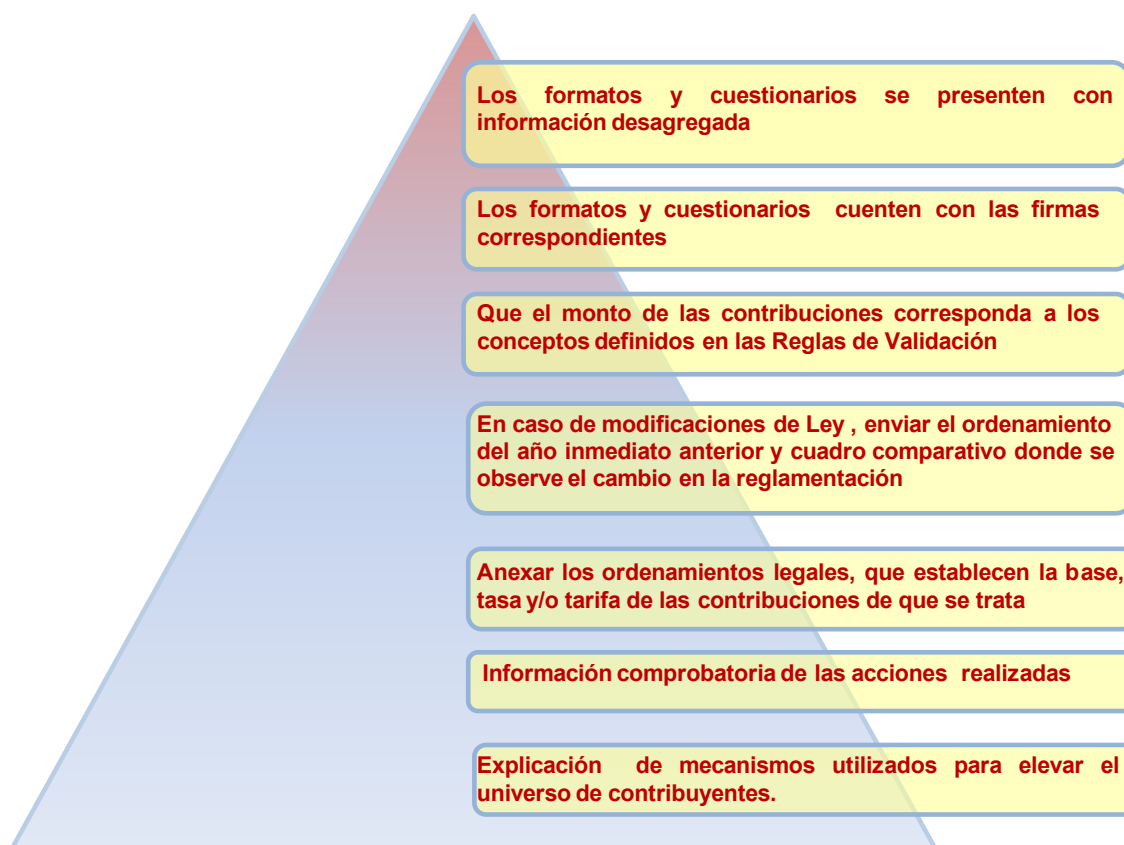 Los formatos y cuestionarios se presenten con
información desagregada
Los formatos y cuestionarios cuenten con las firmas
correspondientes
Que el monto de las contribuciones corresponda a los
conceptos definidos en las Reglas de Validación
En caso de modificaciones de Ley , enviar el ordenamiento
del año inmediato anterior y cuadro comparativo donde se
observe el cambio en la reglamentación
Anexar los ordenamientos legales, que establecen la base,
tasa y/o tarifa de las contribuciones de que se trata
Información comprobatoria de las acciones realizadas
Explicación de mecanismos utilizados para elevar el
universo de contribuyentes.